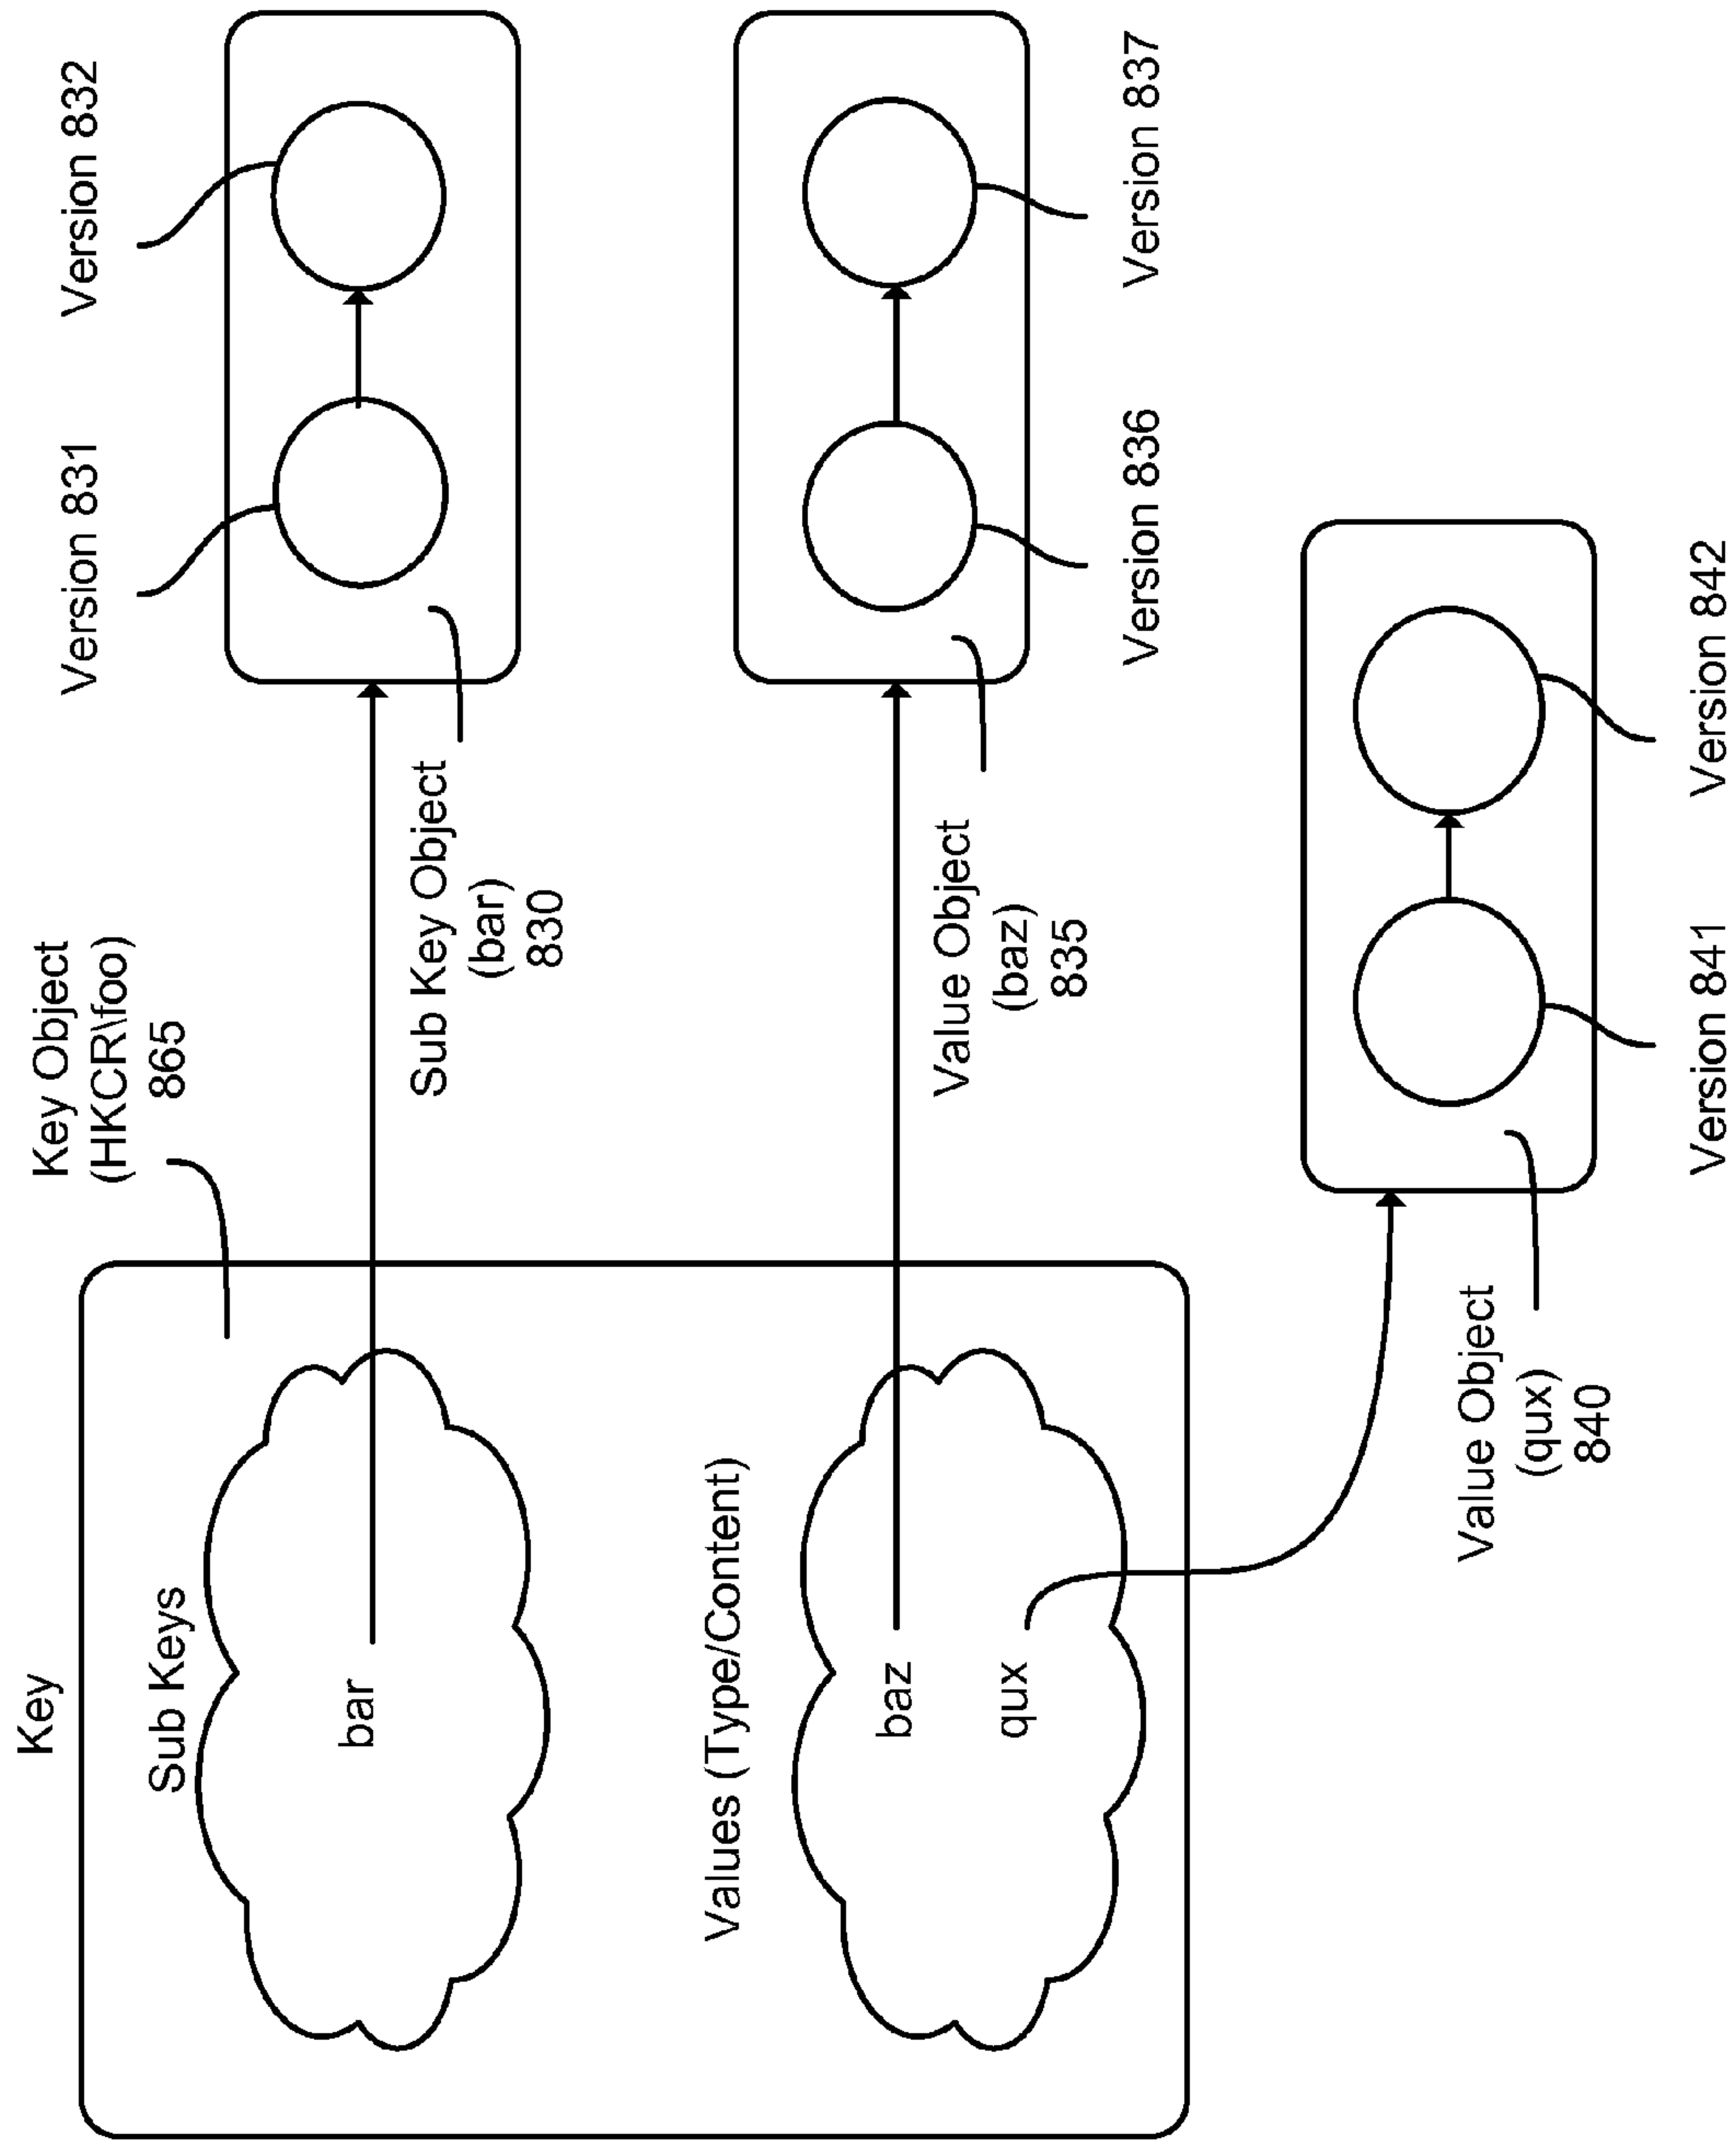 Key
Key Object
(HKCR\foo)
865
Sub Keys
bar
Version 831
Version 832
Sub Key Object
(bar)
830
Values (Type/Content)
baz
qux
Value Object
(baz)
835
Version 836
Version 837
Value Object
(qux)
840
Version 841
Version 842